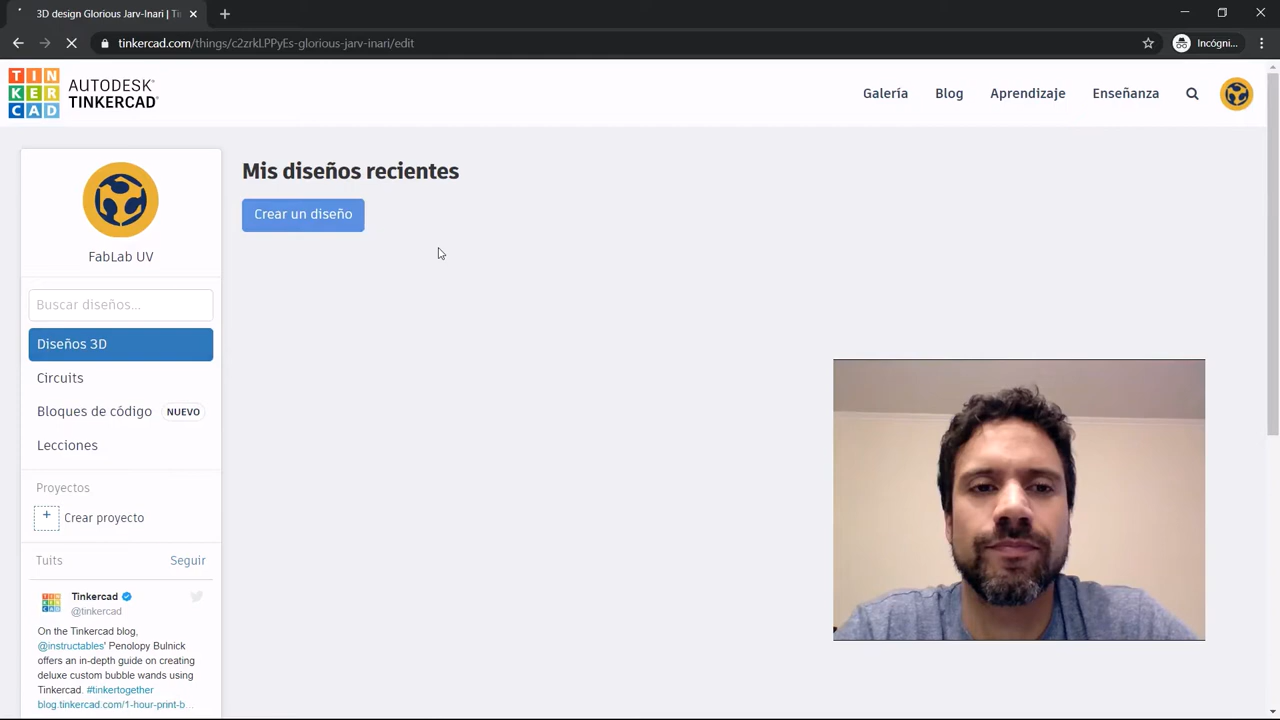 3D design Glorious Jarv-Inari | Ti
tinkercad.com/things/c2zrkLPPyEs-glorious-jarv-inari/edit
Incógni...
TIN
KER
CAD
AUTODESK®
TINKERCAD®
Galería
Blog
Aprendizaje
Enseñanza
FabLab UV
Buscar diseños...
Diseños 3D
Circuits
Bloques de código NUEVO
Lecciones
Proyectos
+ Crear proyecto
Tuits
Seguir
Tinkercad
@tinkercad
On the Tinkercad blog,
@instructables' Penolopy Bulnick
offers an in-depth guide on creating
deluxe custom bubble wands using
Tinkercad. #tinkertogether
blog.tinkercad.com/1-hour-print-b...
Mis diseños recientes
Crear un diseño